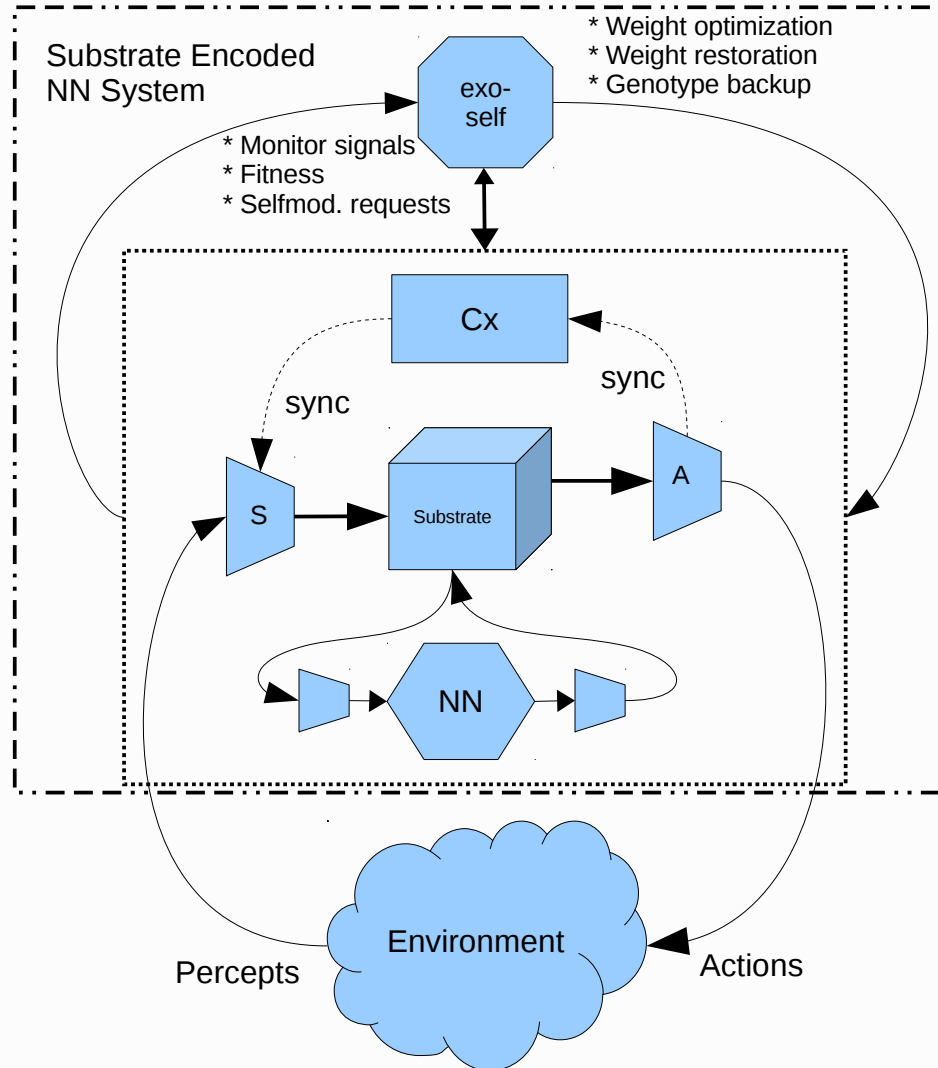 Substrate Encoded
NN System
exo-
self
* Weight optimization
* Weight restoration
* Genotype backup
* Monitor signals
* Fitness
* Selfmod. requests
Cx
sync
sync
S
Substrate
A
NN
Environment
Percepts
Actions